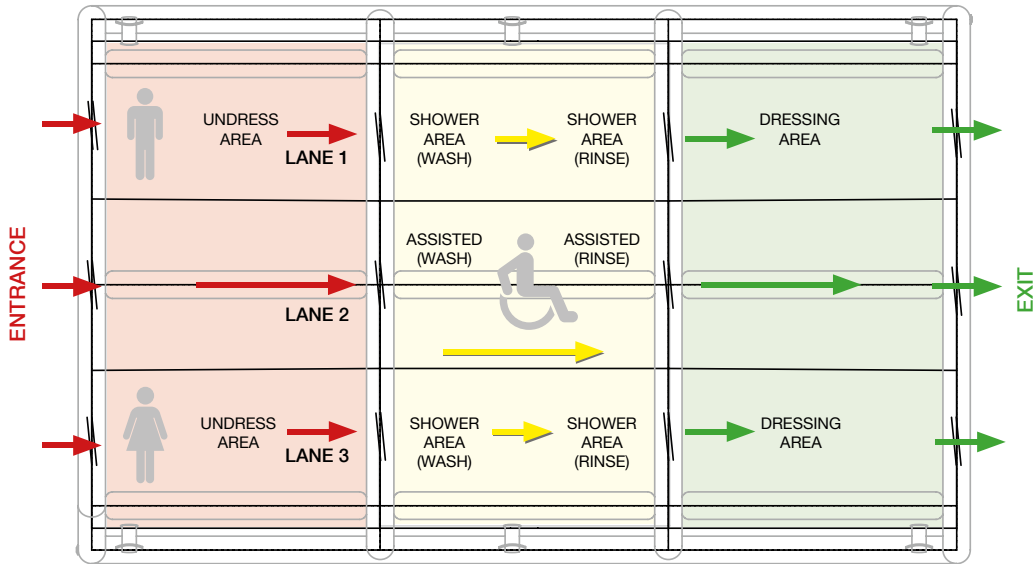 ENTRANCE
UNDRESS
AREA
LANE 1
SHOWER
AREA
(WASH)
SHOWER
AREA
(RINSE)
DRESSING
AREA
LANE 2
ASSISTED
(WASH)
ASSISTED
(RINSE)
UNDRESS
AREA
LANE 3
SHOWER
AREA
(WASH)
SHOWER
AREA
(RINSE)
DRESSING
AREA
EXIT